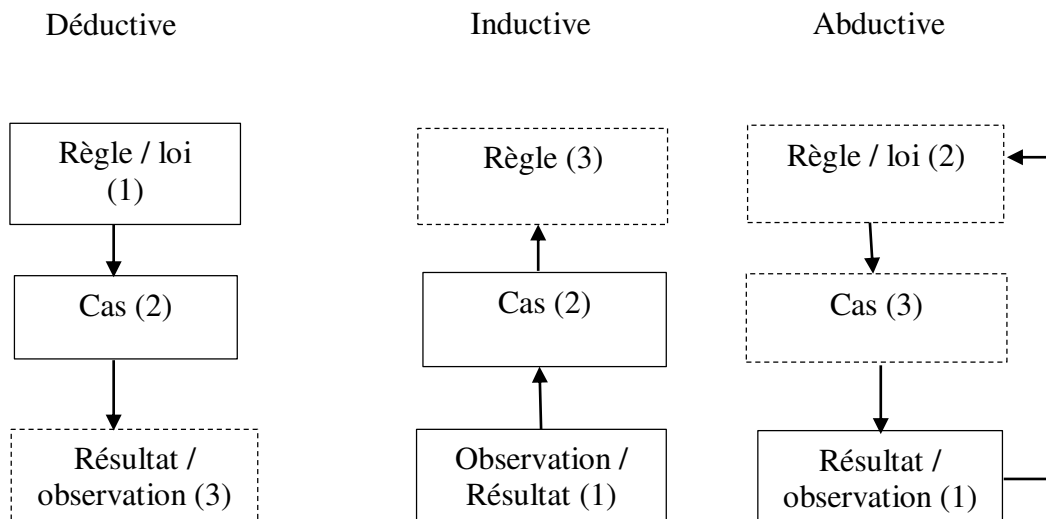 Déductive
Inductive
Abductive
Règle / loi
(1)
Cas (2)
Résultat /
observation (3)
Règle (3)
Cas (2)
Observation /
Résultat (1)
Règle / loi (2)
Cas (3)
Résultat /
observation (1)